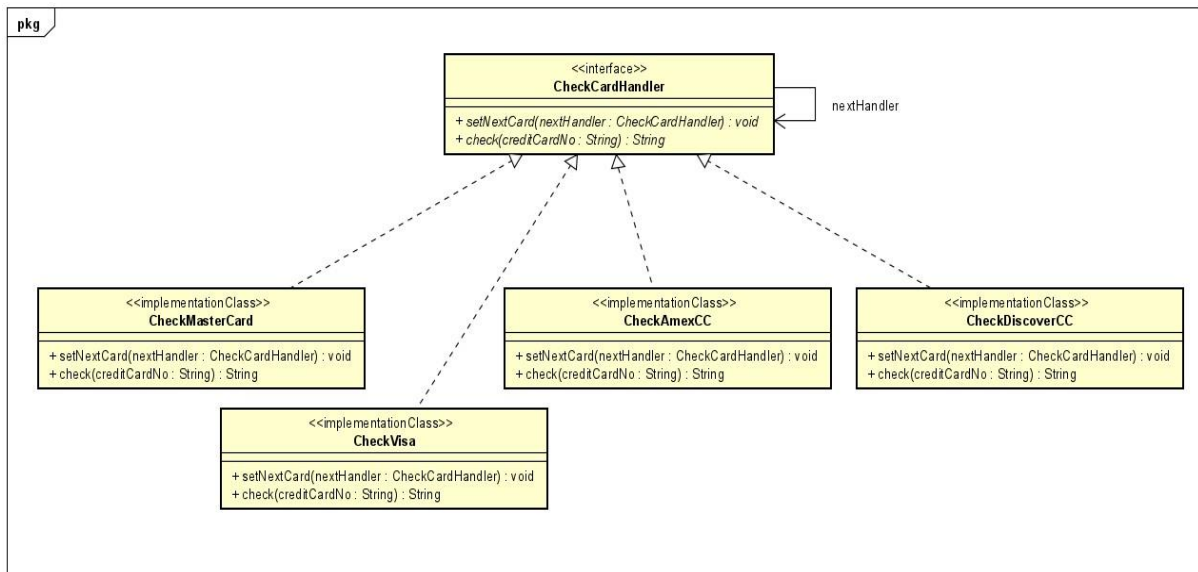 pkg
<<interface>>
CheckCardHandler
nextHandler
+ setNextCard(nextHandler : CheckCardHandler) : void
+ check(creditCardNo : String) : String
<<implementationClass>>
CheckMasterCard
+ setNextCard(nextHandler : CheckCardHandler) : void
+ check(creditCardNo : String) : String
<<implementationClass>>
CheckAmexCC
+ setNextCard(nextHandler : CheckCardHandler) : void
+ check(creditCardNo : String) : String
<<implementationClass>>
CheckDiscoverCC
+ setNextCard(nextHandler : CheckCardHandler) : void
+ check(creditCardNo : String) : String
<<implementationClass>>
CheckVisa
+ setNextCard(nextHandler : CheckCardHandler) : void
+ check(creditCardNo : String) : String